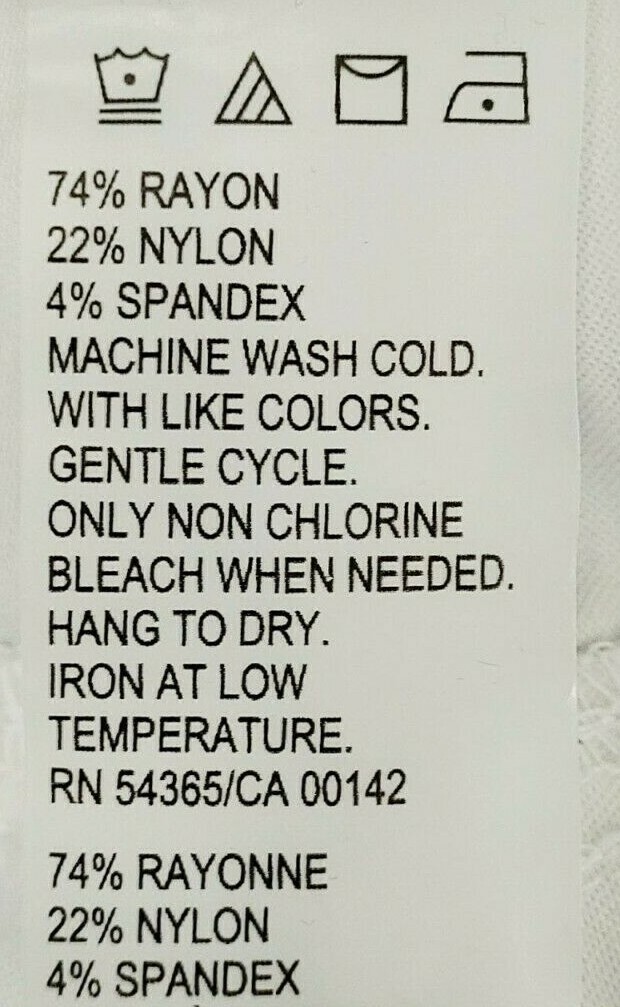 74% RAYON
22% NYLON
4% SPANDEX
MACHINE WASH COLD.
WITH LIKE COLORS.
GENTLE CYCLE.
ONLY NON CHLORINE
BLEACH WHEN NEEDED.
HANG TO DRY.
IRON AT LOW
TEMPERATURE.
RN 54365/CA 00142
74% RAYONNE
22% NYLON
4% SPANDEX